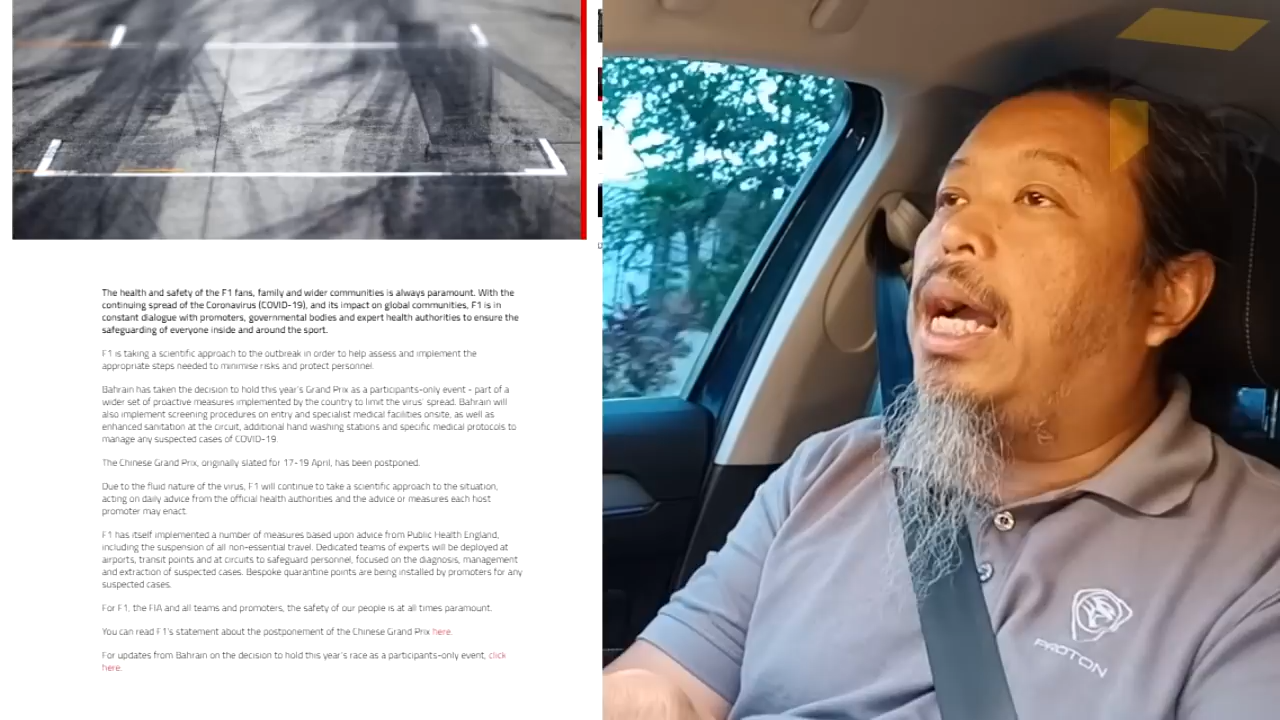 The health and safety of the F1 fans, family and wider communities is always paramount. With the
continuing spread of the Coronavirus (COVID-19), and its impact on global communities, F1 is in
constant dialogue with promoters, governmental bodies and expert health authorities to ensure the
safeguarding of everyone inside and around the sport.
F1 is taking a scientific approach to the outbreak in order to help assess and implement the
appropriate steps needed to minimise risks and protect personnel.
Bahrain has taken the decision to hold this year's Grand Prix as a participants-only event - part of a
wider set of proactive measures implemented by the country to limit the virus' spread. Bahrain will
also implement screening procedures on entry and specialist medical facilities onsite, as well as
enhanced sanitation at the circuit, additional hand washing stations and specific medical protocols to
manage any suspected cases of COVID-19.
The Chinese Grand Prix, originally slated for 17-19 April, has been postponed.
Due to the fluid nature of the virus, F1 will continue to take a scientific approach to the situation,
acting on daily advice from the official health authorities and the advice or measures each host
promoter may enact.
F1 has itself implemented a number of measures based upon advice from Public Health England,
including the suspension of all non-essential travel. Dedicated teams of experts will be deployed at
airports, transit points and at circuits to safeguard personnel, focused on the diagnosis, management
and extraction of suspected cases. Bespoke quarantine points are being installed by promoters for any
suspected cases.
For F1, the FIA and all teams and promoters, the safety of our people is at all times paramount.
You can read F1's statement about the postponement of the Chinese Grand Prix here.
For updates from Bahrain on the decision to hold this year's race as a participants-only event, click
here.
PROTON